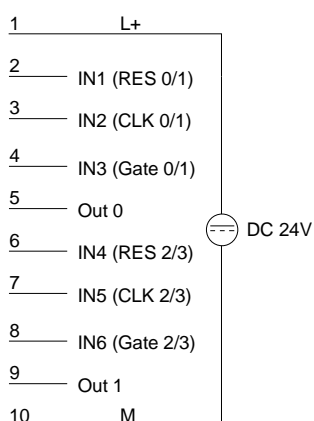 1 L+
2 IN1 (RES 0/1)
3 IN2 (CLK 0/1)
4 IN3 (Gate 0/1)
5 Out 0
DC 24V
6 IN4 (RES 2/3)
7 IN5 (CLK 2/3)
8 IN6 (Gate 2/3)
9 Out 1
10 M